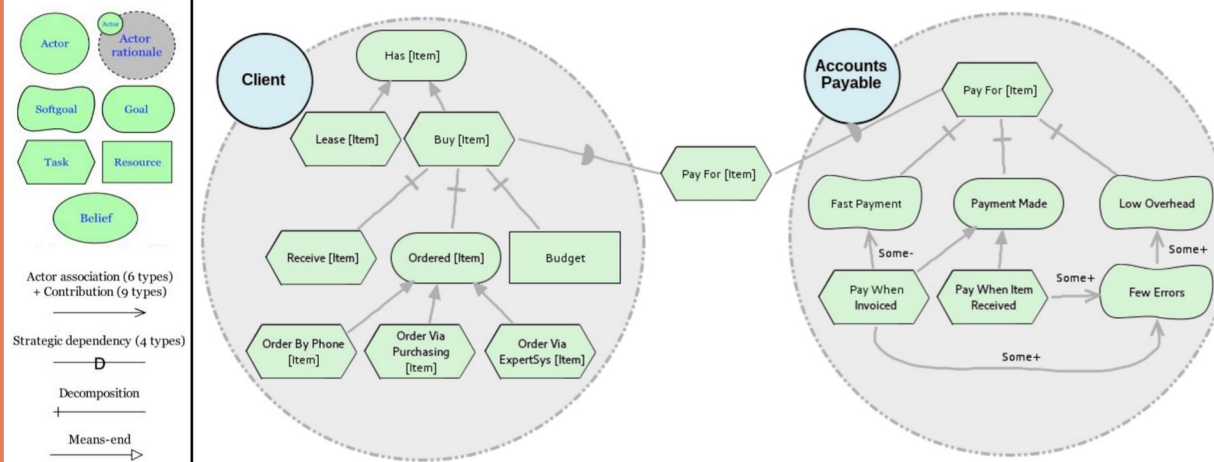 Actor
Actor
Actor
rationale
Softgoal
Goal
Task
Resource
Belief
Actor association (6 types)
+ Contribution (9 types)
Strategic dependency (4 types)
D
Decomposition
Means-end
Client
Has [Item]
Lease [Item]
Buy [Item]
Receive [Item]
Ordered [Item]
Budget
Order By Phone
[Item]
Order Via
Purchasing
[Item]
Order Via
ExpertSys [Item]
Pay For [Item]
Accounts
Payable
Pay For [Item]
Fast Payment
Payment Made
Low Overhead
Some-
Some+
Pay When
Invoiced
Pay When Item
Received
Some+
Few Errors
Some+